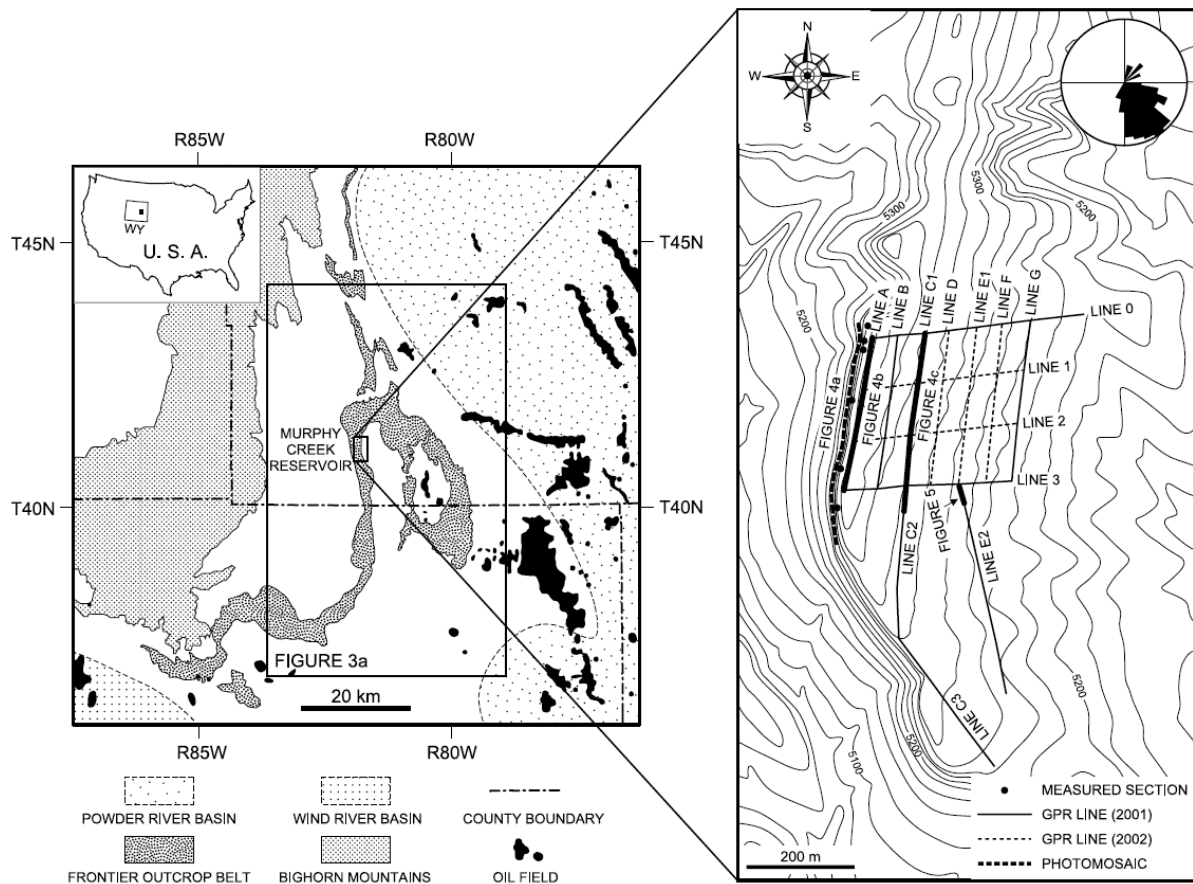 R85W
R80W
T45N
T45N
WY
U. S. A.
MURPHY
CREEK
RESERVOIR
T40N
T40N
FIGURE 3a
20 km
R85W
R80W
POWDER RIVER BASIN
WIND RIVER BASIN
COUNTY BOUNDARY
FRONTIER OUTCROP BELT
BIGHORN MOUNTAINS
OIL FIELD
N
W
E
S
5300
5300
5200
5200
LINE A
LINE B
LINE C1
LINE D
LINE E1
LINE F
LINE G
LINE 0
LINE 1
LINE 2
LINE 3
FIGURE 4a
FIGURE 4b
FIGURE 4c
FIGURE 5
LINE C2
LINE E2
LINE C3
5200
5200
5100
200 m
MEASURED SECTION
GPR LINE (2001)
GPR LINE (2002)
PHOTOMOSAIC